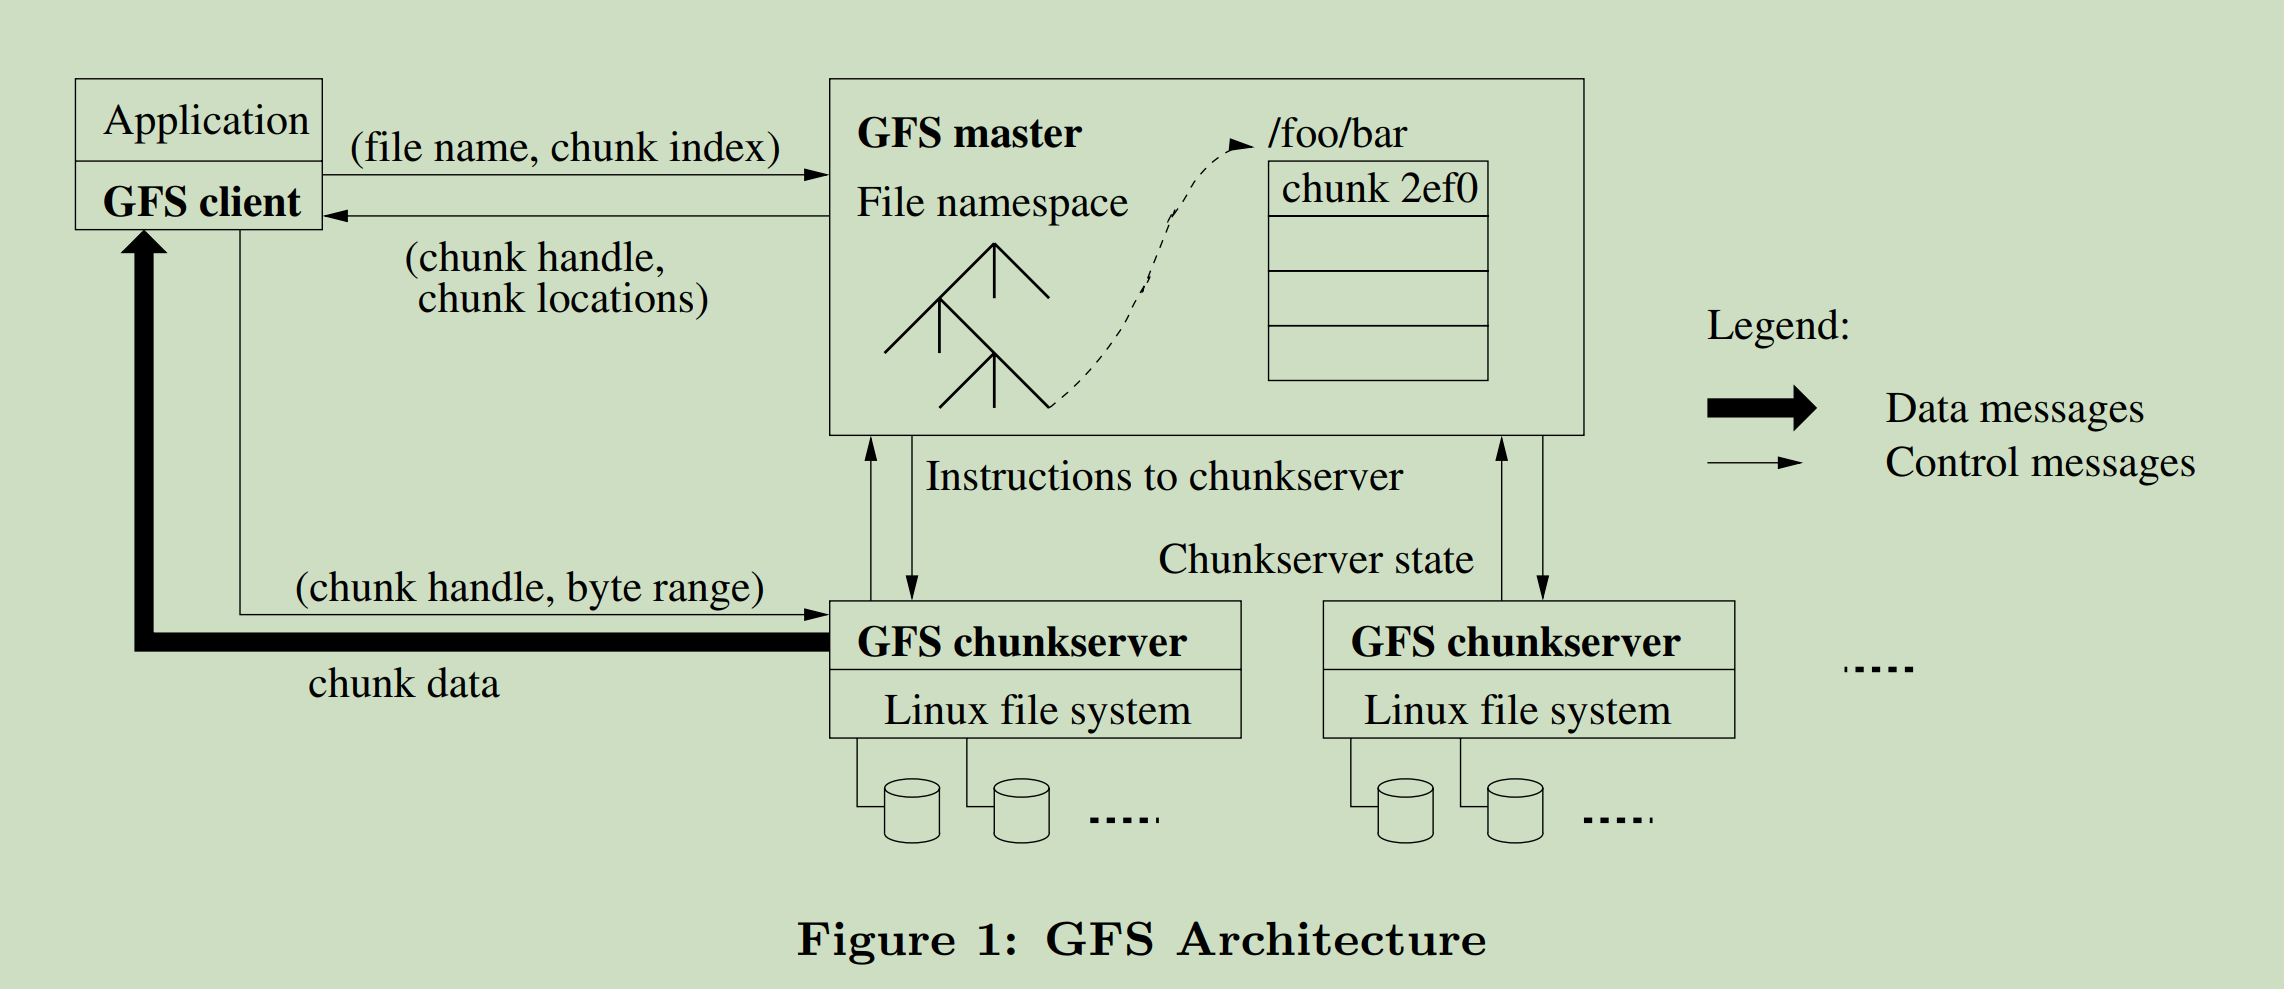 Application
GFS client
(file name, chunk index)
(chunk handle,
chunk locations)
GFS master
File namespace
/foo/bar
chunk 2ef0
Legend:
Data messages
Control messages
Instructions to chunkserver
Chunkserver state
(chunk handle, byte range)
chunk data
GFS chunkserver
Linux file system
GFS chunkserver
Linux file system
Figure 1: GFS Architecture